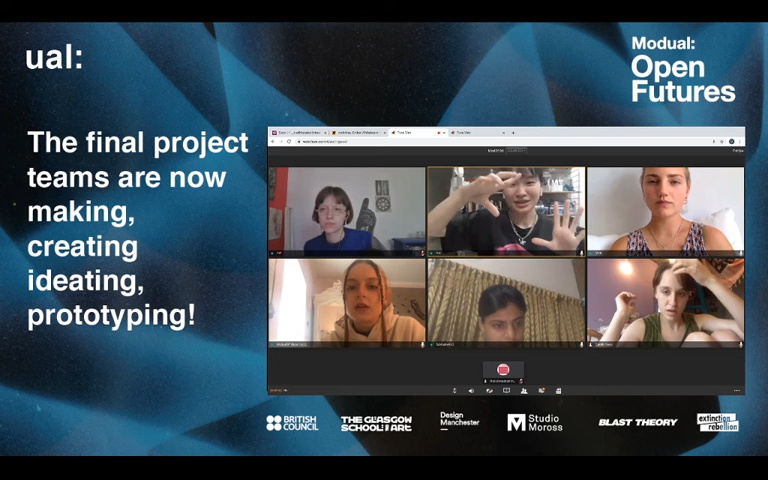 ual:
Modual:
Open
Futures
The final project
teams are now
making,
creating
ideating,
prototyping!
BRITISH
COUNCIL
THE GLASGOW
SCHOOL OF ART
Design
Manchester
Studio
Moross
BLAST THEORY
extinction
rebellion